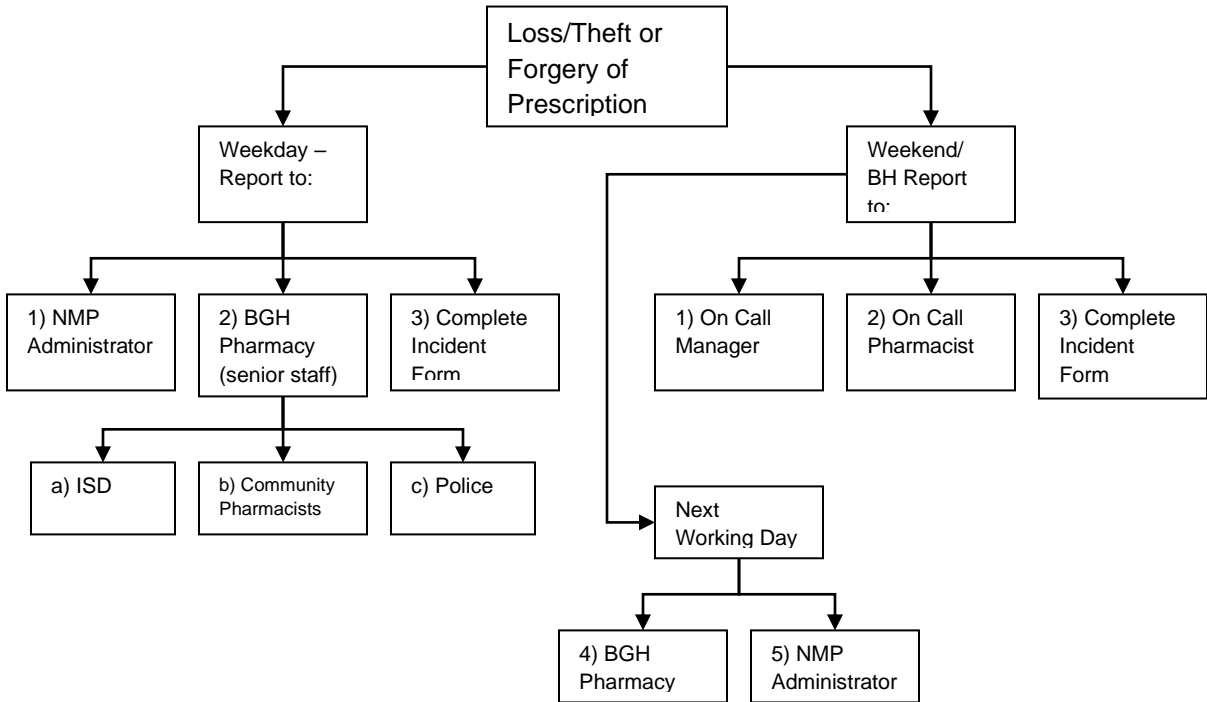 Loss/Theft or
Forgery of
Prescription
Weekday –
Report to:
Weekend/
BH Report
to:
1) NMP
Administrator
2) BGH
Pharmacy
(senior staff)
3) Complete
Incident
Form
1) On Call
Manager
2) On Call
Pharmacist
3) Complete
Incident
Form
a) ISD
b) Community
Pharmacists
c) Police
Next
Working Day
4) BGH
Pharmacy
5) NMP
Administrator